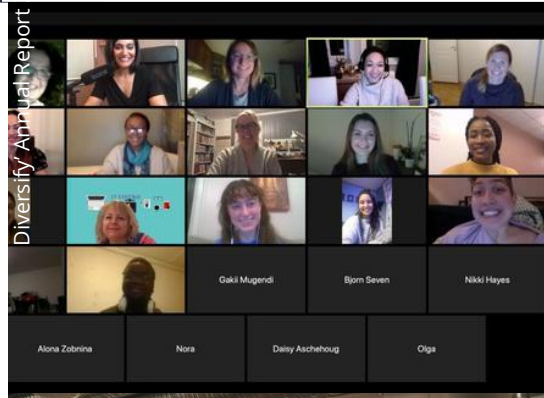 Diversify' Annual Report
Gakii Mugendi
Bjorn Seven
Nikki Hayes
Alona Zobnina
Nora
Daisy Aschehoug
Olga